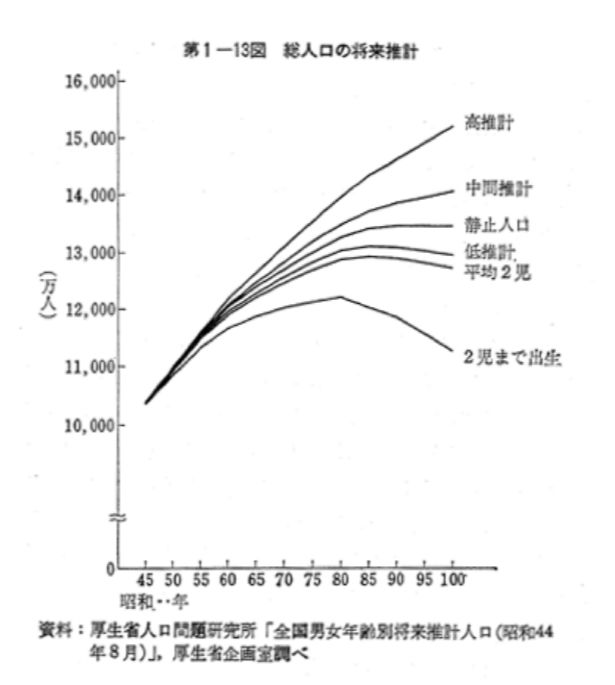 第1-13図 総人口の将来推計
16,000
15,000
14,000
13,000
12,000
11,000
10,000
0
(万人)
高推計
中間推計
静止人口
低推計
平均2児
2児まで出生
45 50 55 60 65 70 75 80 85 90 95 100
昭和‥年
資料：厚生省人口問題研究所「全国男女年齢別将来推計人口(昭和44
年8月)」，厚生省企画室調べ